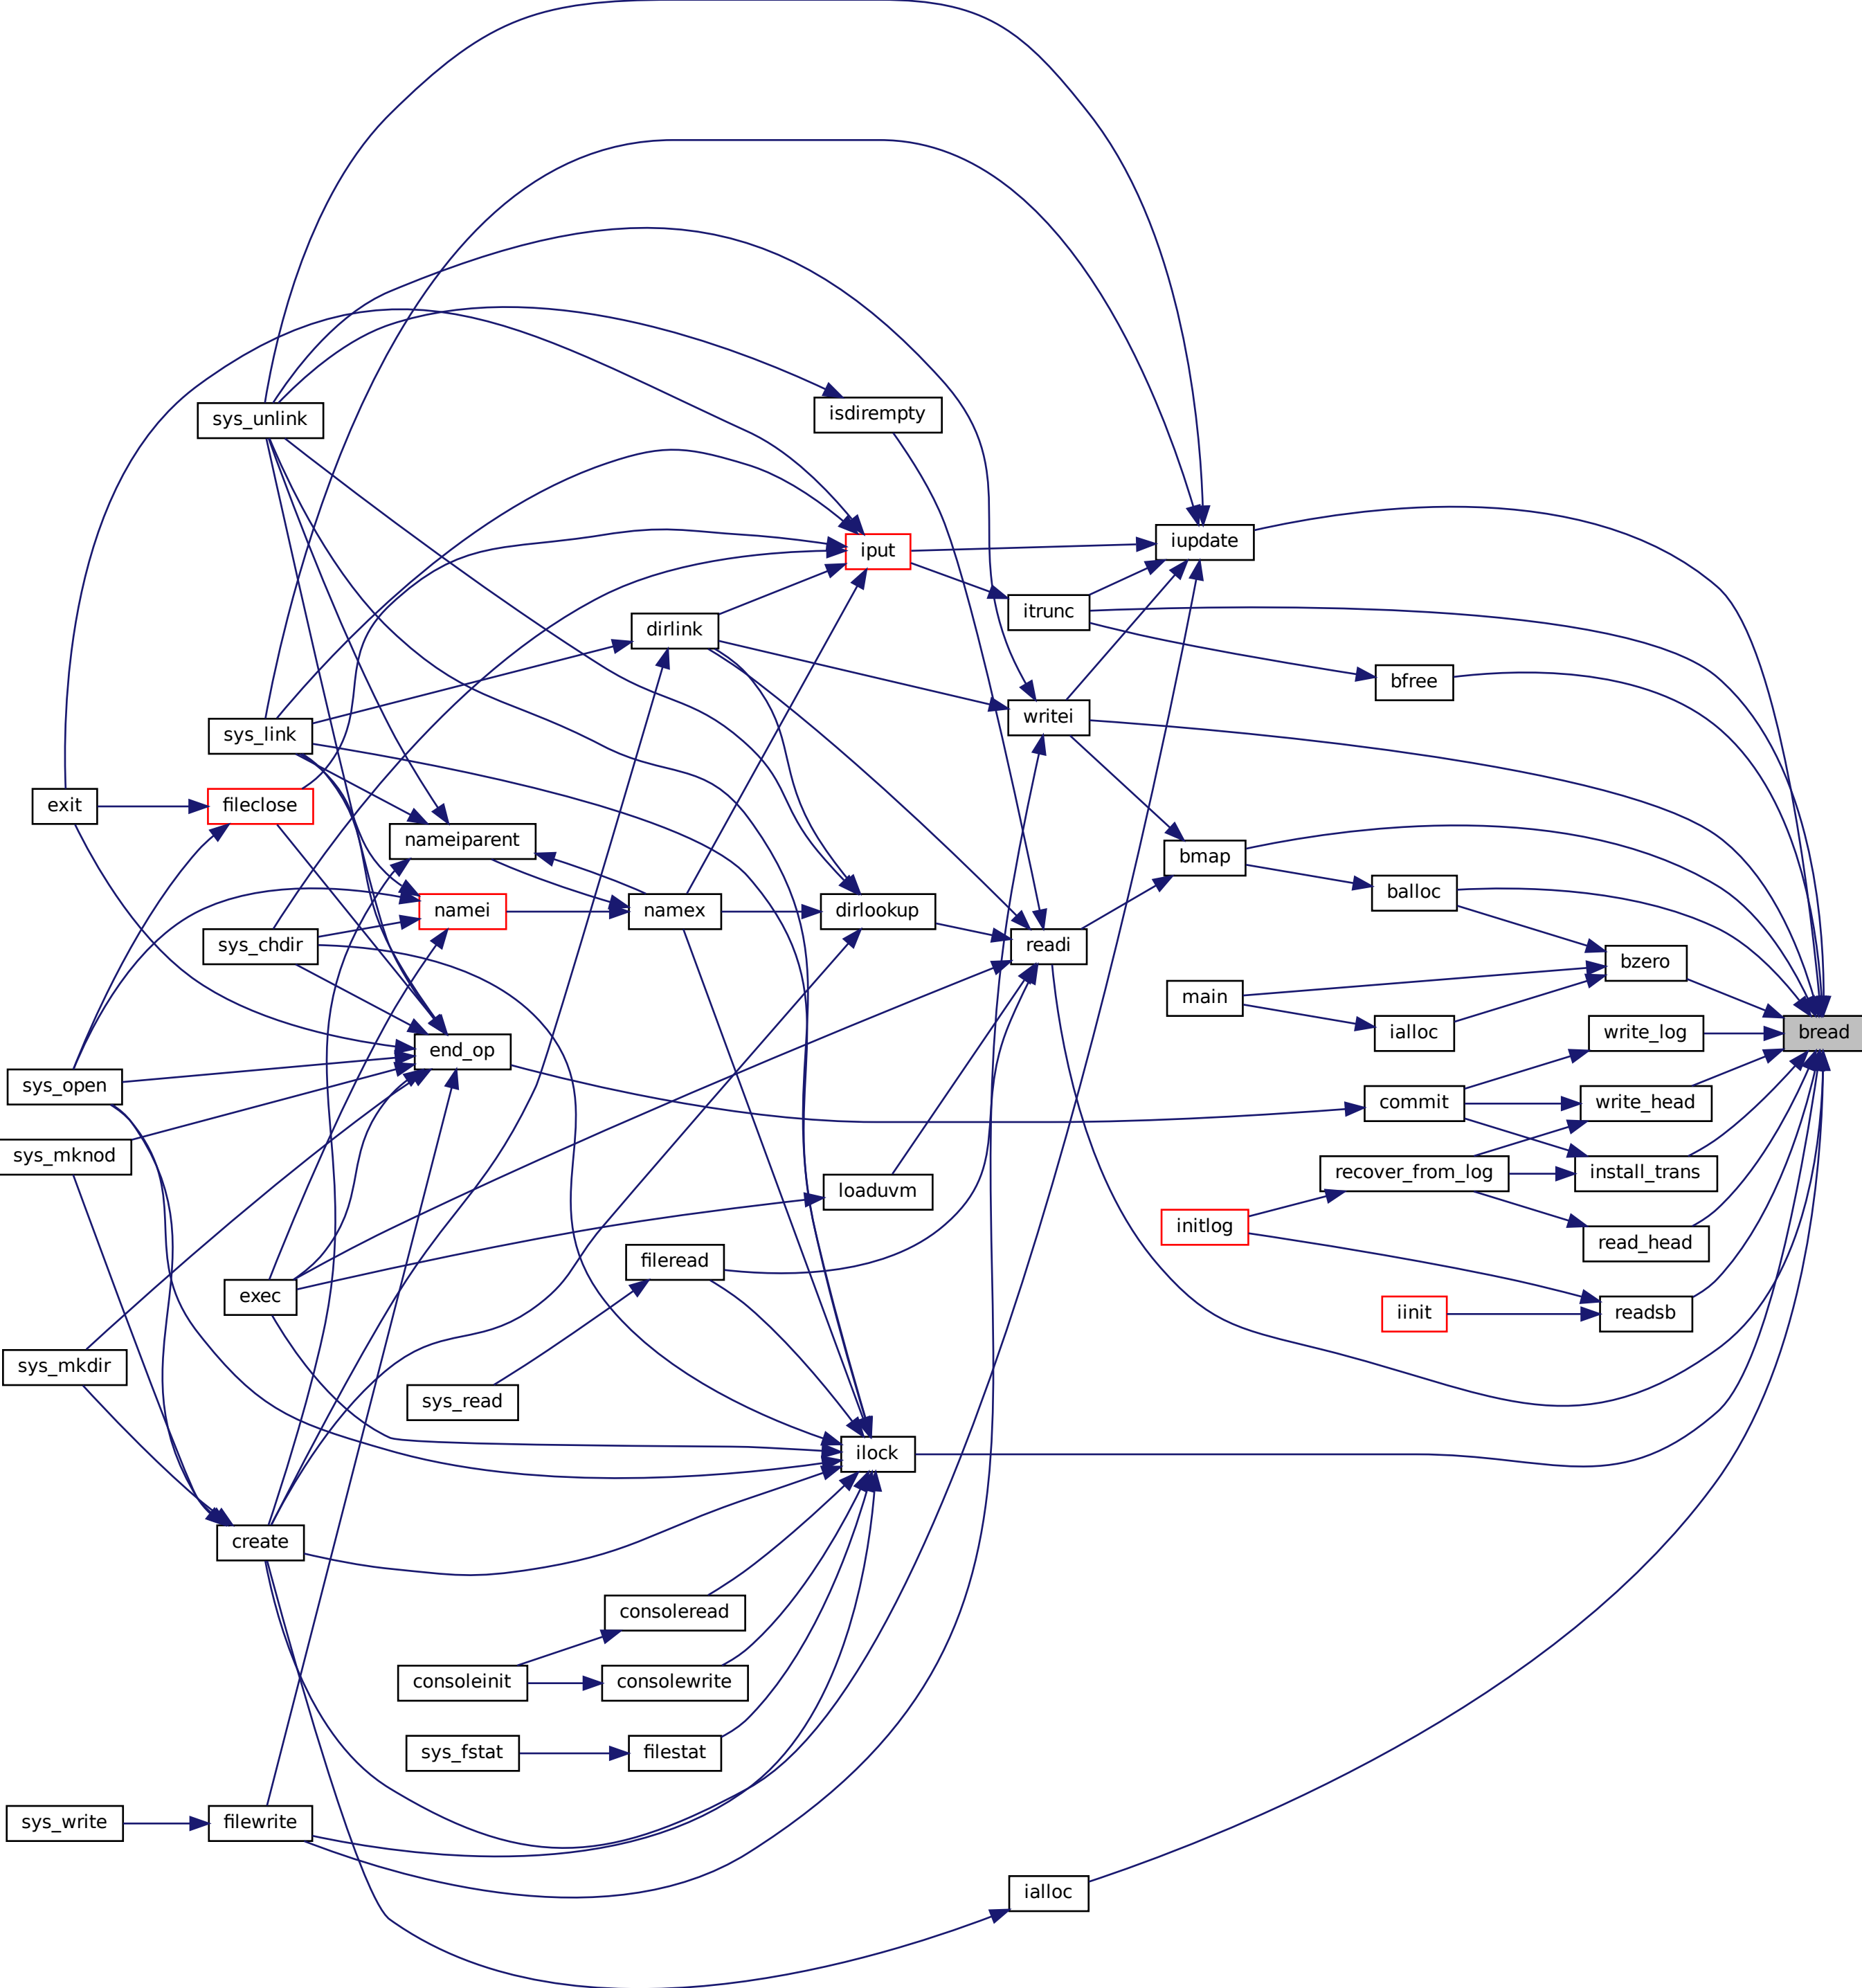 sys_unlink
isdirempty
iupdate
iput
itrunc
dirlink
bfree
writei
sys_link
exit
fileclose
nameiparent
bmap
balloc
namei
namex
dirlookup
readi
sys_chdir
bzero
main
ialloc
write_log
bread
end_op
sys_open
commit
write_head
sys_mknod
recover_from_log
install_trans
loaduvm
initlog
read_head
fileread
exec
iinit
readsb
sys_mkdir
sys_read
ilock
create
consoleread
consoleinit
consolewrite
sys_fstat
filestat
sys_write
filewrite
ialloc